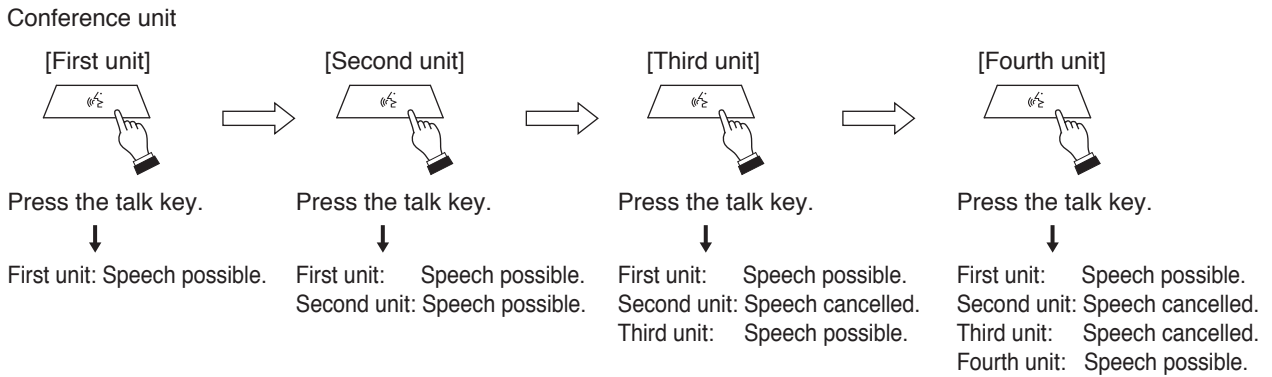 Conference unit
[First unit] [Second unit] [Third unit] [Fourth unit]
Press the talk key. Press the talk key. Press the talk key. Press the talk key.
First unit: Speech possible. First unit: Speech possible. First unit: Speech possible. First unit: Speech possible.
Second unit: Speech possible. Second unit: Speech cancelled. Second unit: Speech cancelled.
Third unit: Speech possible. Third unit: Speech cancelled.
Fourth unit: Speech possible.